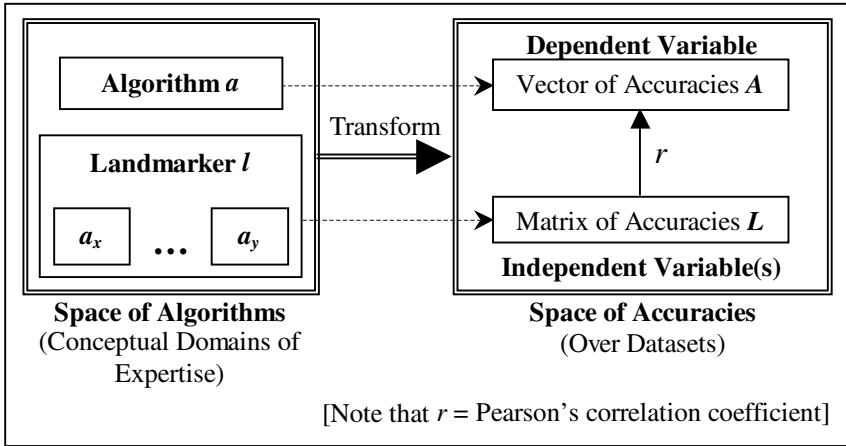 Algorithm a
Landmarker l
a_x ... a_y
Space of Algorithms
(Conceptual Domains of
Expertise)
Transform
Dependent Variable
Vector of Accuracies A
r
Matrix of Accuracies L
Independent Variable(s)
Space of Accuracies
(Over Datasets)
[Note that r = Pearson's correlation coefficient]